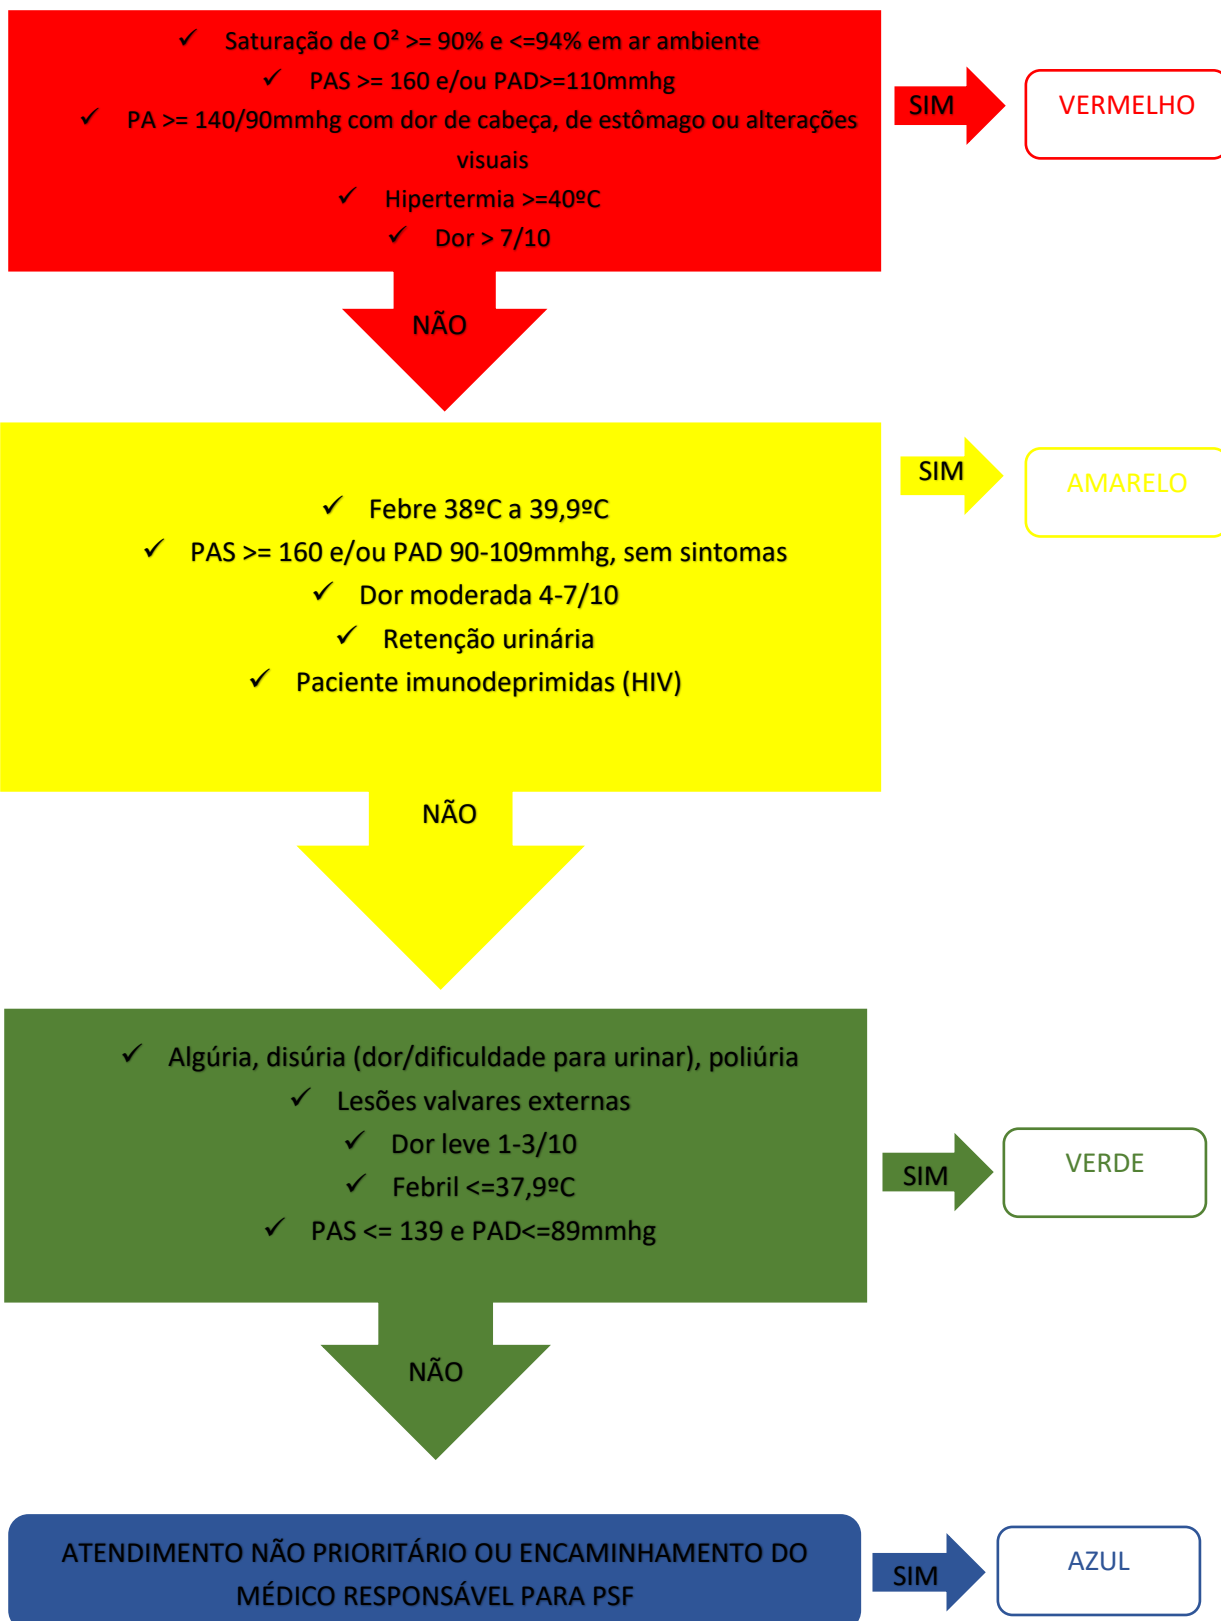 ✓ Saturação de O² >= 90% e <=94% em ar ambiente
✓ PAS >= 160 e/ou PAD>=110mmhg
✓ PA >= 140/90mmhg com dor de cabeça, de estômago ou alterações
visuais
✓ Hipertermia >=40ºC
✓ Dor > 7/10
SIM
VERMELHO
NÃO
✓ Febre 38ºC a 39,9ºC
✓ PAS >= 160 e/ou PAD 90-109mmhg, sem sintomas
✓ Dor moderada 4-7/10
✓ Retenção urinária
✓ Paciente imunodeprimidas (HIV)
SIM
AMARELO
NÃO
✓ Algúria, disúria (dor/dificuldade para urinar), poliúria
✓ Lesões valvares externas
✓ Dor leve 1-3/10
✓ Febril <=37,9ºC
✓ PAS <= 139 e PAD<=89mmhg
SIM
VERDE
NÃO
ATENDIMENTO NÃO PRIORITÁRIO OU ENCAMINHAMENTO DO
MÉDICO RESPONSÁVEL PARA PSF
SIM
AZUL